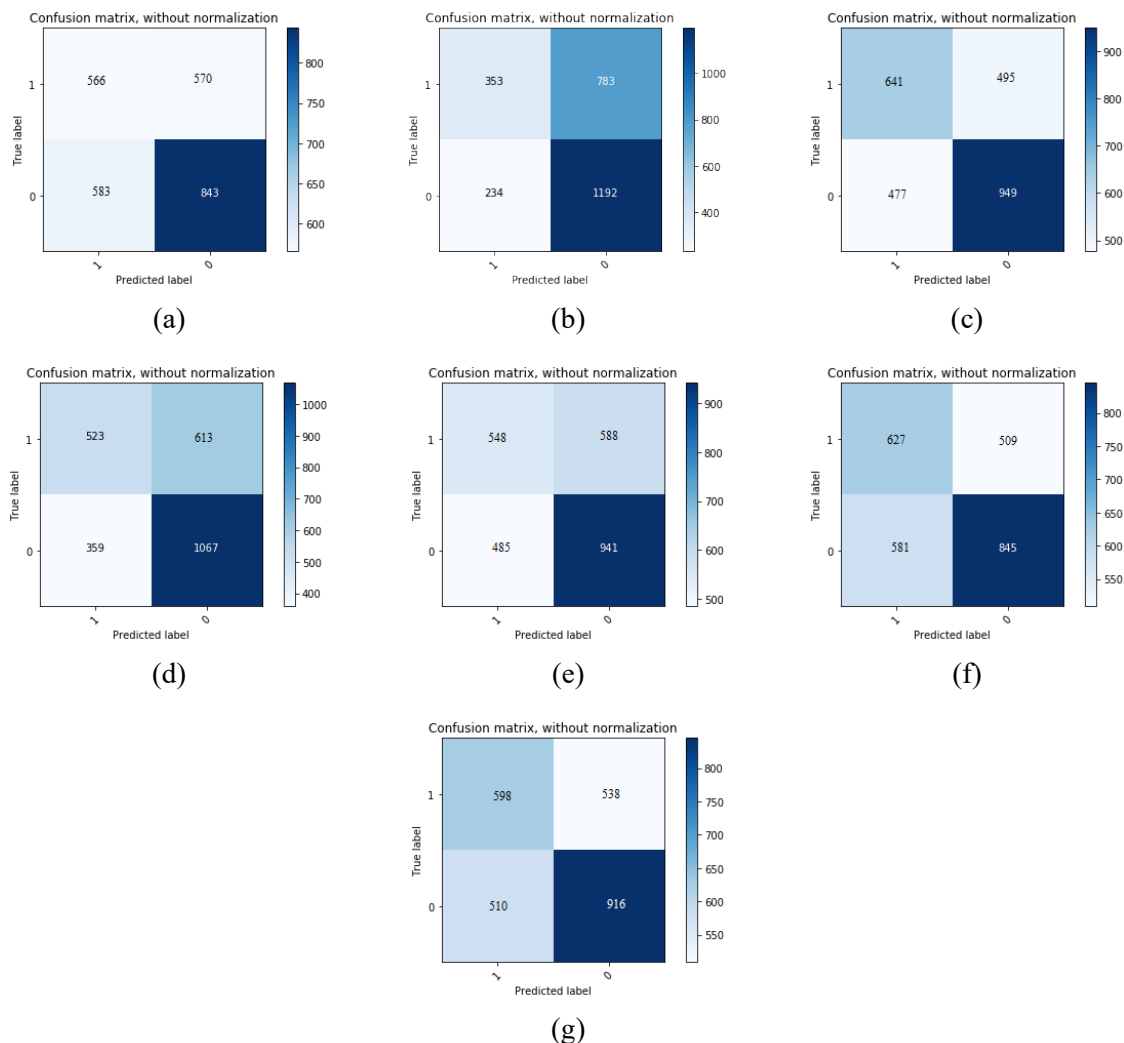 Confusion matrix, without normalization
566 570
583 843
1
0
True label
1 0
Predicted label
800
750
700
650
600
(a)
Confusion matrix, without normalization
353 783
234 1192
1
0
True label
1 0
Predicted label
1000
800
600
400
(b)
Confusion matrix, without normalization
641 495
477 949
1
0
True label
1 0
Predicted label
900
800
700
600
500
(c)
Confusion matrix, without normalization
523 613
359 1067
1
0
True label
1 0
Predicted label
1000
900
800
700
600
500
400
(d)
Confusion matrix, without normalization
548 588
485 941
1
0
True label
1 0
Predicted label
900
800
700
600
500
(e)
Confusion matrix, without normalization
627 509
581 845
1
0
True label
1 0
Predicted label
800
750
700
650
600
550
(f)
Confusion matrix, without normalization
598 538
510 916
1
0
True label
1 0
Predicted label
800
750
700
650
600
550
(g)